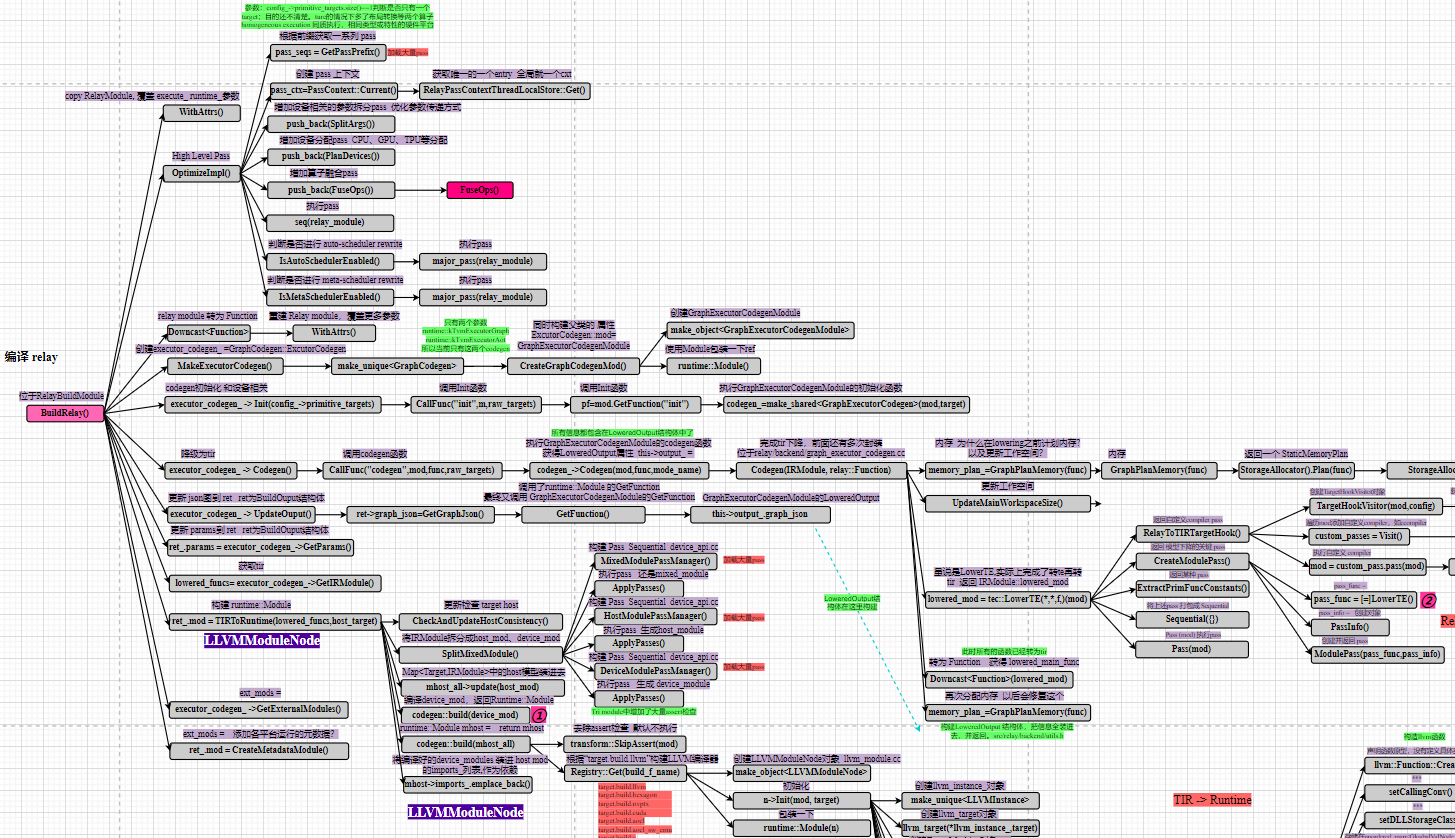 参数：config_->primitive_targets.size()==1判断是否只有一个
target；目的还不清楚。ture的情况下多了布局转换等两个算子
homogeneous execution 同质执行，相同类型或特性的硬件平台
根据前缀获取一系列 pass
pass_seqs = GetPassPrefix()
加载大量pass
创建 pass 上下文
获取唯一的一个entry 全局就一个cxt
pass_ctx=PassContext::Current()
RelayPassContextThreadLocalStore::Get()
copy RelayModule, 覆盖 execute_ runtime_参数
WithAttrs()
增加设备相关的参数拆分pass 优化参数传递方式
push_back(SplitArgs())
增加设备分配pass CPU、GPU、TPU等分配
push_back(PlanDevices())
High Level Pass
OptimizeImpl()
增加算子融合pass
push_back(FuseOps())
FuseOps()
执行pass
seq(relay_module)
判断是否进行 auto-scheduler rewrite
执行pass
IsAutoSchedulerEnabled()
major_pass(relay_module)
判断是否进行 meta-scheduler rewrite
执行pass
IsMetaSchedulerEnabled()
major_pass(relay_module)
relay module 转为 Function
重建 Relay module，覆盖更多参数
Downcast<Function>
WithAttrs()
只有两个参数
runtime::kTvmExecutorGraph
runtime::kTvmExecutorAot
所以当前只有这两个codegen
同时构建父类的 属性
ExcutorCodegen::mod=
GraphExecutorCodegenModule
创建GraphExecutorCodegenModule
make_object<GraphExecutorCodegenModule>
创建executor_codegen_=GraphCodegen::ExcutorCodegen
MakeExecutorCodegen()
make_unique<GraphCodegen>
CreateGraphCodegenMod()
使用Module包装一下ref
runtime::Module()
编译 relay
位于RelayBuildModule
BuildRelay()
codegen初始化和设备相关
调用Init函数
调用Init函数
执行GraphExecutorCodegenModule的初始化函数
executor_codegen_-> Init(config_->primitive_targets)
CallFunc("init",m,raw_targets)
pf=mod.GetFunction("init")
codegen_=make_shared<GraphExecutorCodegen>(mod,target)
所有信息都包含在LoweredOutput结构体中了
降级为tir
调用codegen函数
执行GraphExecutorCodegenModule的codegen函数
获得LoweredOutput属性 this->output_=
完成tir下降，前面还有多次封装
位于relay/backend/graph_executor_codegen.cc
内存 为什么在lowering之前计划内存?
以及更新工作空间?
内存
返回一个 StaticMemoryPlan
executor_codegen_ -> Codegen()
CallFunc("codegen",mod,func,raw_targets)
codegen_->Codegen(mod,func,mode_name)
Codegen(IRModule, relay::Function)
memory_plan_=GraphPlanMemory(func)
GraphPlanMemory(func)
StorageAllocator().Plan(func)
StorageAlloc
更新 json图到 ret_ ret_为BuildOuput结构体
调用了runtime::Module 的GetFunction
最终又调用 GraphExecutorCodegenModule的GetFunction
GraphExecutorCodegenModule的LoweredOutput
更新工作空间
UpdateMainWorkspaceSize()
executor_codegen_ -> UpdateOuput()
ret->graph_json=GetGraphJson()
GetFunction()
this->output_.graph_json
创建TargetHookVisitor对象
TargetHookVisitor(mod,config)
更新 params到 ret_ ret_为BuildOuput结构体
ret_.params = executor_codegen_->GetParams()
返回自定义compiler pass
RelayToTIRTargetHook()
遍历mod添加自定义compiler，如ccompiler
custom_passes = Visit()
返回 模型下降的关键 pass
CreateModulePass()
执行自定义 compiler
mod = custom_pass.pass(mod)
获取tir
lowered_funcs= executor_codegen_->GetIRModule()
虽说是LowerTE,实际上完成了转te再转
tir 返回 IRModule::lowered_mod
lowered_mod = tec::LowerTE(*,*,f,)(mod)
返回某种 pass
ExtractPrimFuncConstants()
pass_func =
pass_func = [=]LowerTE()
②
将上述pass 打包成 Sequential
Sequential({})
pass_info = 创建对象
PassInfo()
Re
Pass (mod) 执行pass
Pass(mod)
创建并返回 pass
ModulePass(pass_func,pass_info)
LoweredOutput结
构体在这里构建
构建 runtime::Module
ret_.mod = TIRToRuntime(lowered_funcs,host_target)
LLVMModuleNode
更新检查 target host
CheckAndUpdateHostConsistency()
将IRModule拆分成host_mod、 device_mod
SplitMixedModule()
构建 Pass Sequential device_api.cc
MixedModulePassManager()
加载大量pass
执行pass 还是mixed_module
ApplyPasses()
构建 Pass Sequential device_api.cc
HostModulePassManager()
加载大量pass
执行pass 生成host_module
ApplyPasses()
构建 Pass Sequential device_api.cc
DeviceModulePassManager()
加载大量pass
执行pass 生成 device_module
ApplyPasses()
Tri module中增加了大量assert检查
Map<Target,IRModule>中的host模型装进去
mhost_all->update(host_mod)
编译device_mod，返回Runtime::Module
codegen::build(device_mod)
①
此时所有的函数已经转为tir
转为 Function 获得 lowered_main_func
Downcast<Function>(lowered_mod)
再次分配内存 以后会修复这个
memory_plan_=GraphPlanMemory(func)
构建LoweredOutput 结构体，把信息全装进
去，并返回。src/relay/backend/utils.h
ext_mods =
executor_codegen_ ->GetExternalModules()
ext_mods = 添加各平台运行的元数据?
ret_.mod = CreateMetadataModule()
runtime::Module mhost = return mhost
codegen::build(mhost_all)
去除assert检查 默认不执行
transform::SkipAssert(mod)
将编译好的device_modules 装进 host mod
的imports_列表,作为依赖
mhost->imports_.emplace_back()
LLVMModuleNode
根据"target.build.llvm"构建LLVM编译器
Registry::Get(build_f_name)
target.build.llvm
target.build.hexagon
target.build.nvptx
target.build.cuda
target.build.aocl
target.build.aocl_sw_emu
创建LLVMModuleNode对象 llvm_module.cc
make_object<LLVMModuleNode>
初始化
n->Init(mod, target)
包装一下
runtime::Module(n)
创建llvm_instance_对象
make_unique<LLVMInstance>
创建llvm_target对象
llvm_target(*llvm_instance_,target)
TIR -> Runtime
构造llvm函数
声明函数原型，没有定义具体
llvm::Function::Crea
***
setCallingConv()
***
setDLLStorageClass